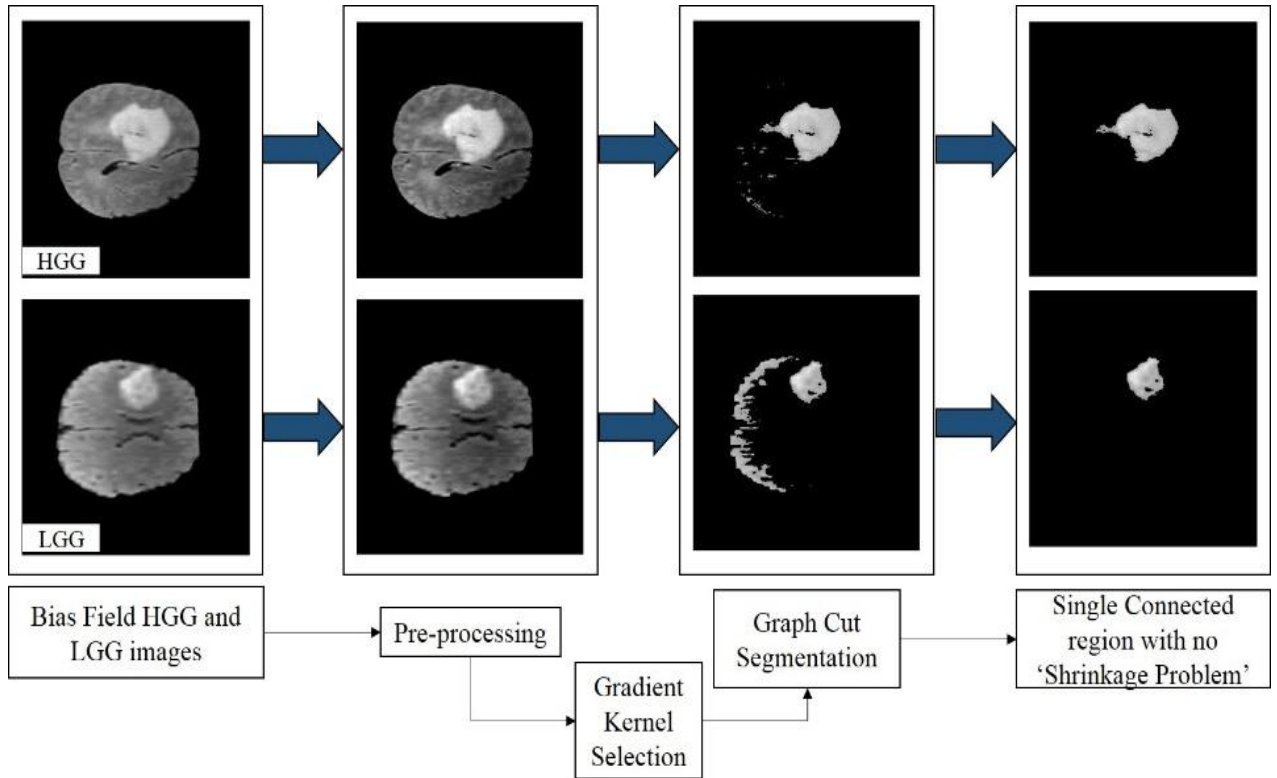 HGG
LGG
Bias Field HGG and
LGG images
Pre-processing
Gradient
Kernel
Selection
Graph Cut
Segmentation
Single Connected
region with no
‘Shrinkage Problem’